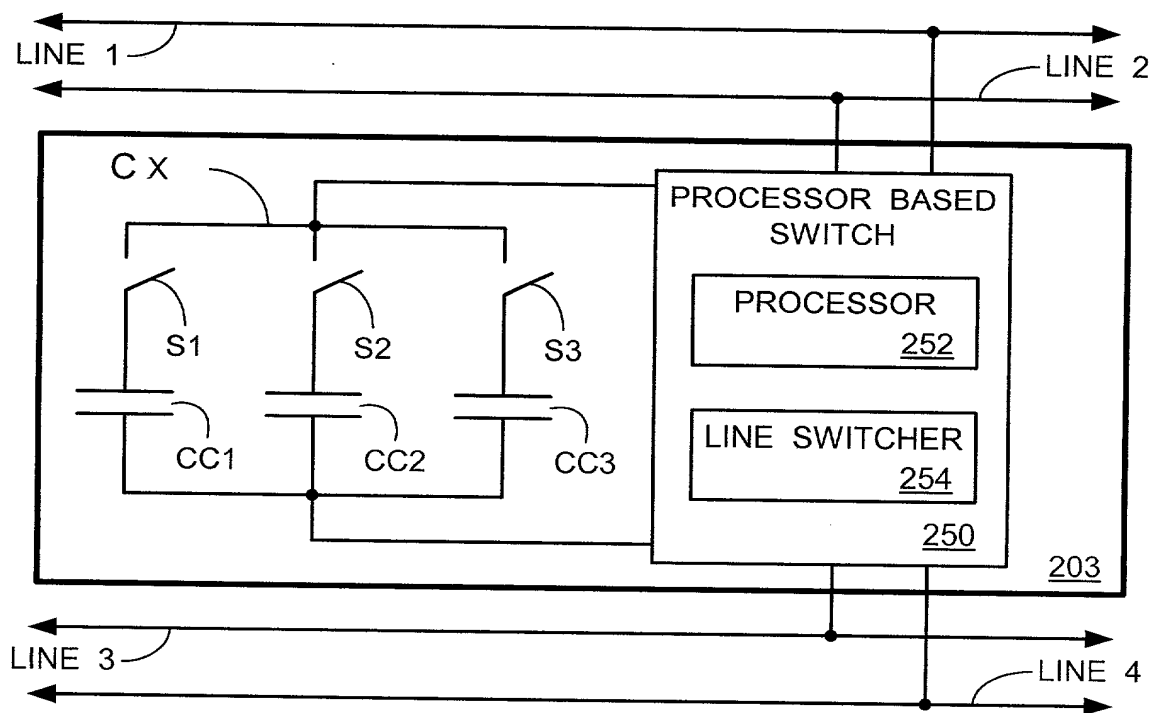 LINE 1
LINE 2
C X
PROCESSOR BASED
SWITCH
PROCESSOR
252
S1
S2
S3
LINE SWITCHER
254
CC1
CC2
CC3
250
203
LINE 3
LINE 4